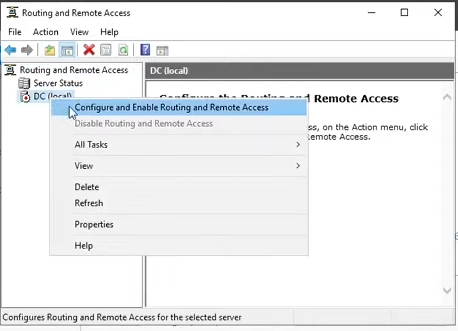 Routing and Remote Access
File Action View Help
Routing and Remote Access
Server Status
DC (local)
DC (local)
Configure the Routing and Remote Access
ss, on the Action menu, click
emote Access.
Configure and Enable Routing and Remote Access
Disable Routing and Remote Access
All Tasks
View
Delete
Refresh
Properties
Help
Configures Routing and Remote Access for the selected server